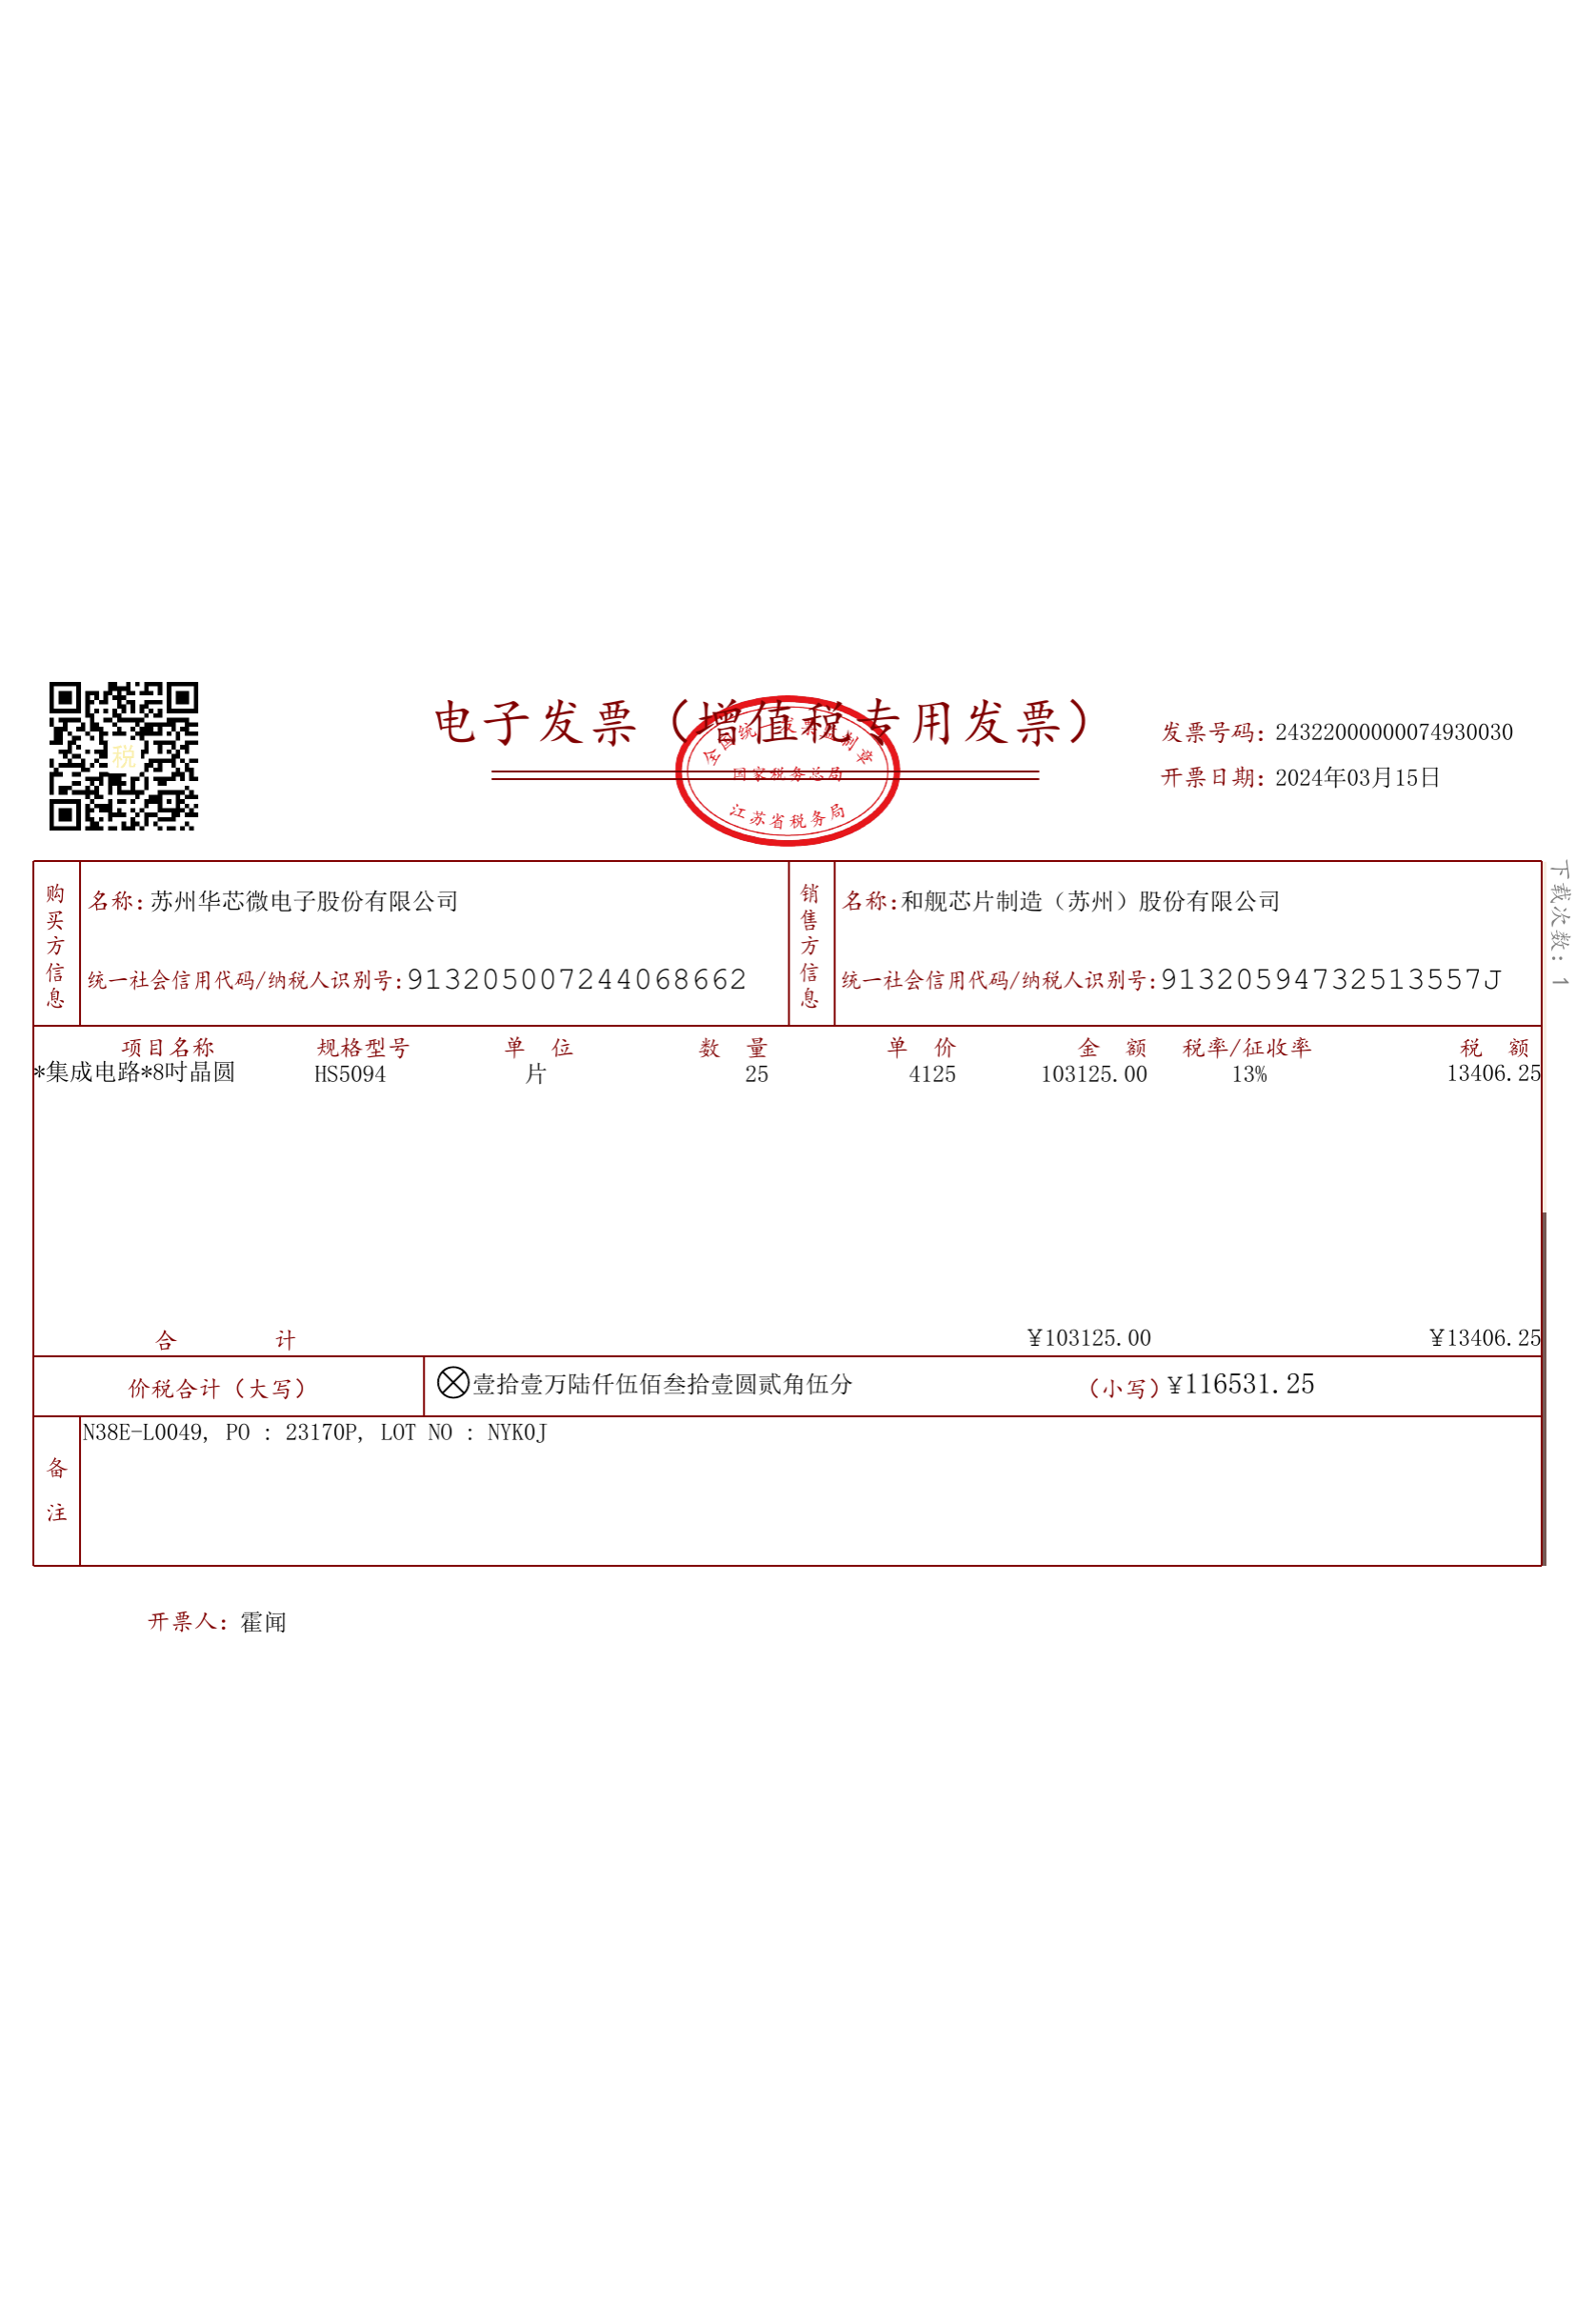 税
电子发票（增值税专用发票）
全国统一发票监制章
国家税务总局
江苏省税务局
发票号码：24322000000074930030
开票日期：2024年03月15日
下载次数：1
购买方信息
名称：苏州华芯微电子股份有限公司
统一社会信用代码/纳税人识别号：913205007244068662
销售方信息
名称：和舰芯片制造（苏州）股份有限公司
统一社会信用代码/纳税人识别号：91320594732513557J
项目名称 规格型号 单 位 数 量 单 价 金 额 税率/征收率 税 额
*集成电路*8吋晶圆 HS5094 片 25 4125 103125.00 13% 13406.25
合 计 ¥103125.00 ¥13406.25
价税合计（大写） 壹拾壹万陆仟伍佰叁拾壹圆贰角伍分 （小写）¥116531.25
备注
N38E-L0049, PO : 23170P, LOT NO : NYK0J
开票人：霍闻